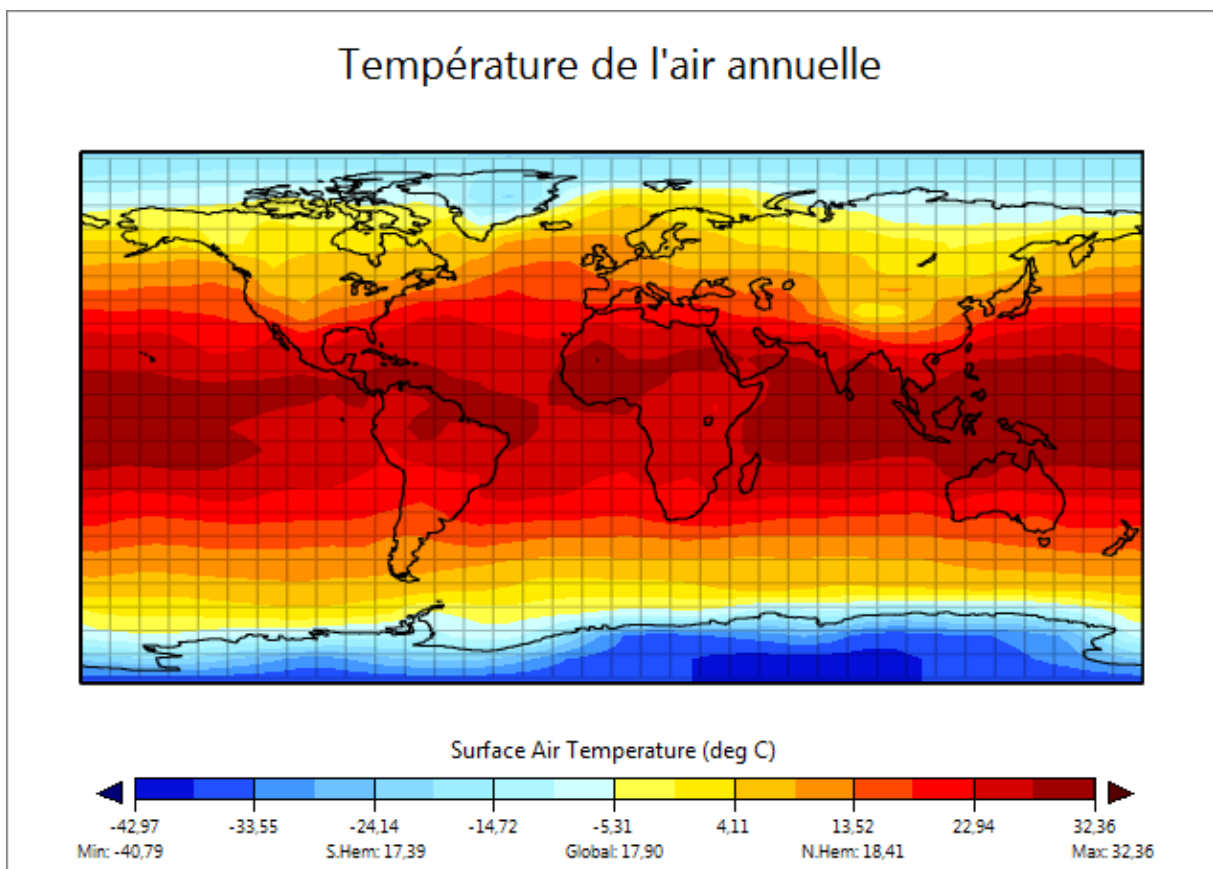 Température de l'air annuelle
Surface Air Temperature (deg C)
-42,97 -33,55 -24,14 -14,72 -5,31 4,11 13,52 22,94 32,36
Min: -40,79 S.Hem: 17,39 Global: 17,90 N.Hem: 18,41 Max: 32,36